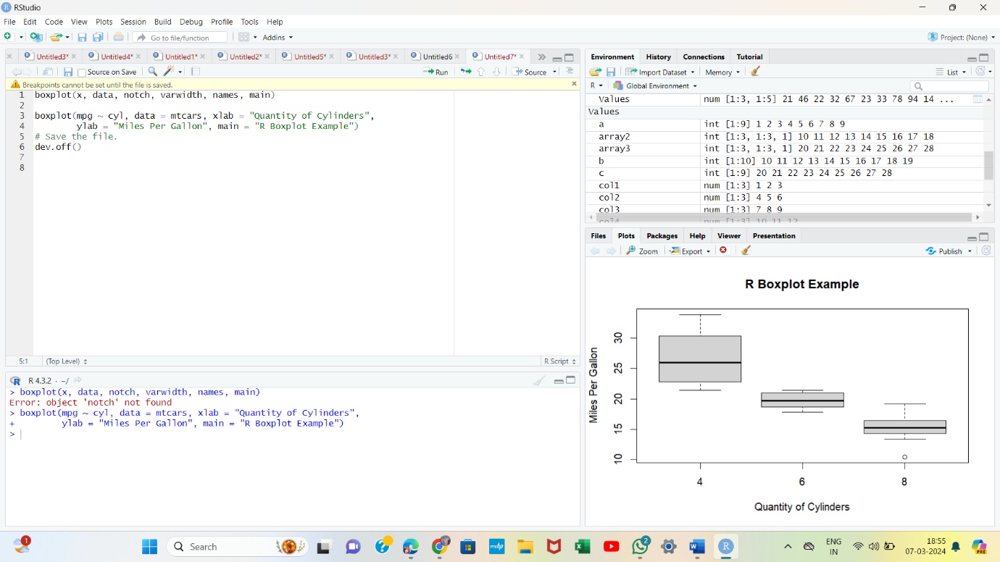 RStudio
File Edit Code View Plots Session Build Debug Profile Tools Help
Go to file/function Addins Project: (None)
Untitled3* Untitled4* Untitled1* Untitled2* Untitled5* Untitled3* Untitled6 Untitled7*
Source on Save Run Source
Breakpoints cannot be set until the file is saved.
1 boxplot(x, data, notch, varwidth, names, main)
2
3 boxplot(mpg ~ cyl, data = mtcars, xlab = "Quantity of Cylinders",
4 ylab = "Miles Per Gallon", main = "R Boxplot Example")
5 # Save the file.
6 dev.off()
7
8
5:1 (Top Level) R Script
R 4.3.2 · ~/
> boxplot(x, data, notch, varwidth, names, main)
Error: object 'notch' not found
> boxplot(mpg ~ cyl, data = mtcars, xlab = "Quantity of Cylinders",
+ ylab = "Miles Per Gallon", main = "R Boxplot Example")
>
Environment History Connections Tutorial
Import Dataset Memory List
R Global Environment
Values num [1:3, 1:5] 21 46 22 32 67 23 33 78 94 14 ...
Values
a int [1:9] 1 2 3 4 5 6 7 8 9
array2 int [1:3, 1:3, 1] 10 11 12 13 14 15 16 17 18
array3 int [1:3, 1:3, 1] 20 21 22 23 24 25 26 27 28
b int [1:10] 10 11 12 13 14 15 16 17 18 19
c int [1:9] 20 21 22 23 24 25 26 27 28
col1 num [1:3] 1 2 3
col2 num [1:3] 4 5 6
col3 num [1:3] 7 8 9
col4 num [1:3] 10 11 12
Files Plots Packages Help Viewer Presentation
Zoom Export Publish
R Boxplot Example
Miles Per Gallon
30
25
20
15
10
4 6 8
Quantity of Cylinders
1
Search
myhp
2
ENG
IN
18:55
07-03-2024
PRE